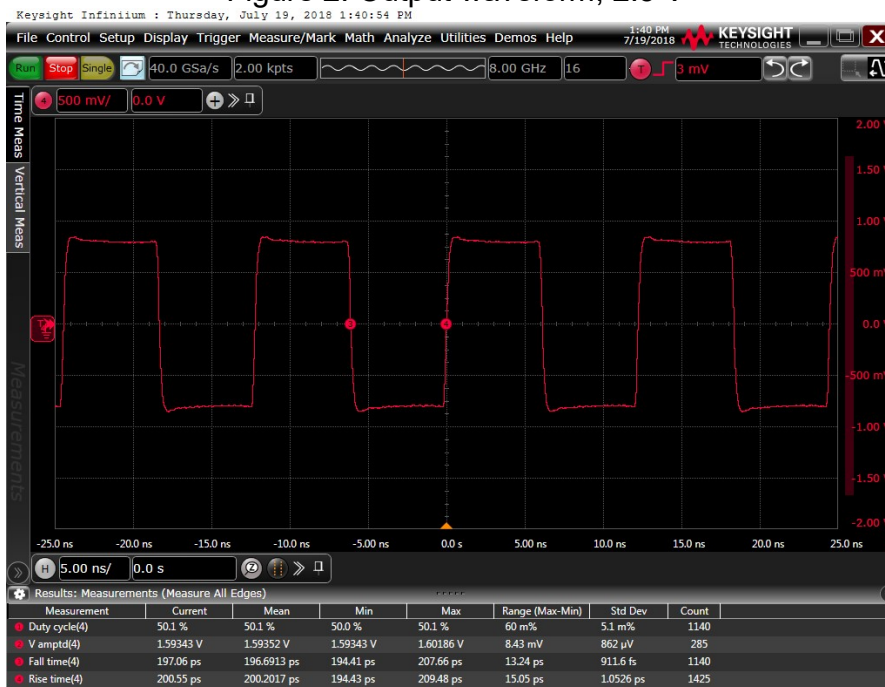 Keysight Infiniium : Thursday, July 19, 2018 1:40:54 PM
File Control Setup Display Trigger Measure/Mark Math Analyze Utilities Demos Help 1:40 PM 7/19/2018 KEYSIGHT TECHNOLOGIES
Run Stop Single 40.0 GSa/s 2.00 kpts 8.00 GHz 16 T 3 mV
4 500 mV/ 0.0 V
Time Meas
Vertical Meas
Measurements
2.00
1.50
1.00
500 m
0.0
-500 m
-1.00
-1.50
-2.00
T
3 4
-25.0 ns -20.0 ns -15.0 ns -10.0 ns -5.00 ns 0.0 s 5.00 ns 10.0 ns 15.0 ns 20.0 ns 25.0 ns
H 5.00 ns/ 0.0 s
Results: Measurements (Measure All Edges)
Measurement Current Mean Min Max Range (Max-Min) Std Dev Count
Duty cycle(4) 50.1 % 50.1 % 50.0 % 50.1 % 60 m% 5.1 m% 1140
V amptd(4) 1.59343 V 1.59352 V 1.59343 V 1.60186 V 8.43 mV 862 µV 285
Fall time(4) 197.06 ps 196.6913 ps 194.41 ps 207.66 ps 13.24 ps 911.6 fs 1140
Rise time(4) 200.55 ps 200.2017 ps 194.43 ps 209.48 ps 15.05 ps 1.0526 ps 1425